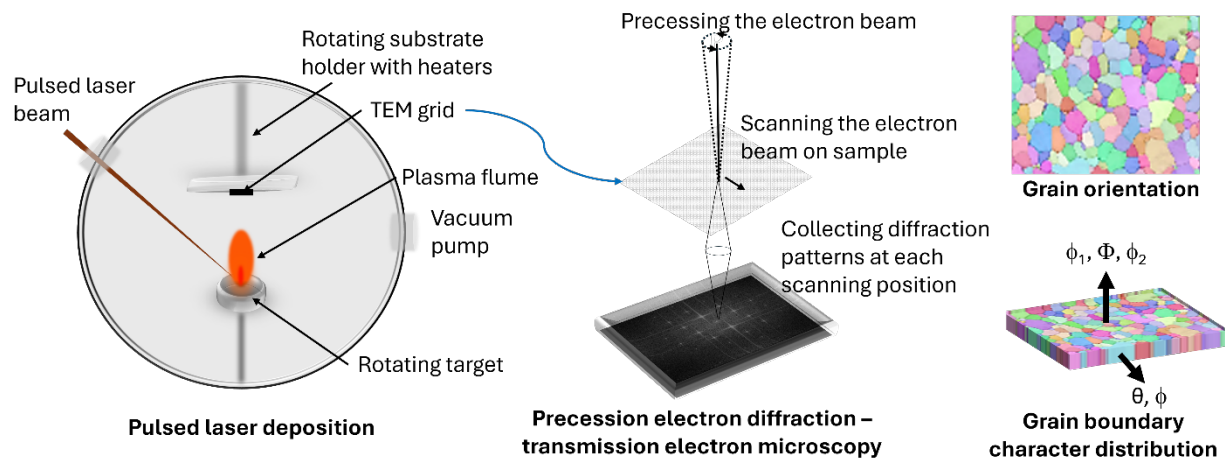 Rotating substrate
holder with heaters
Pulsed laser
beam
TEM grid
Plasma flume
Vacuum
pump
Rotating target
Pulsed laser deposition
Precessing the electron beam
Scanning the electron
beam on sample
Collecting diffraction
patterns at each
scanning position
Precession electron diffraction –
transmission electron microscopy
Grain orientation
ϕ₁, Φ, ϕ₂
θ, ϕ
Grain boundary
character distribution